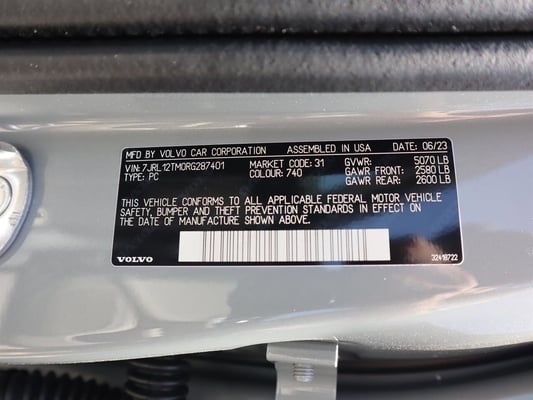 MFD BY VOLVO CAR CORPORATION ASSEMBLED IN USA DATE: 06/23
VIN: 7JRL12TM0RG287401 MARKET CODE: 31 GVWR: 5070 LB
TYPE: PC COLOUR: 740 GAWR FRONT: 2580 LB
GAWR REAR: 2600 LB
THIS VEHICLE CONFORMS TO ALL APPLICABLE FEDERAL MOTOR VEHICLE
SAFETY, BUMPER AND THEFT PREVENTION STANDARDS IN EFFECT ON
THE DATE OF MANUFACTURE SHOWN ABOVE.
VOLVO 32416722